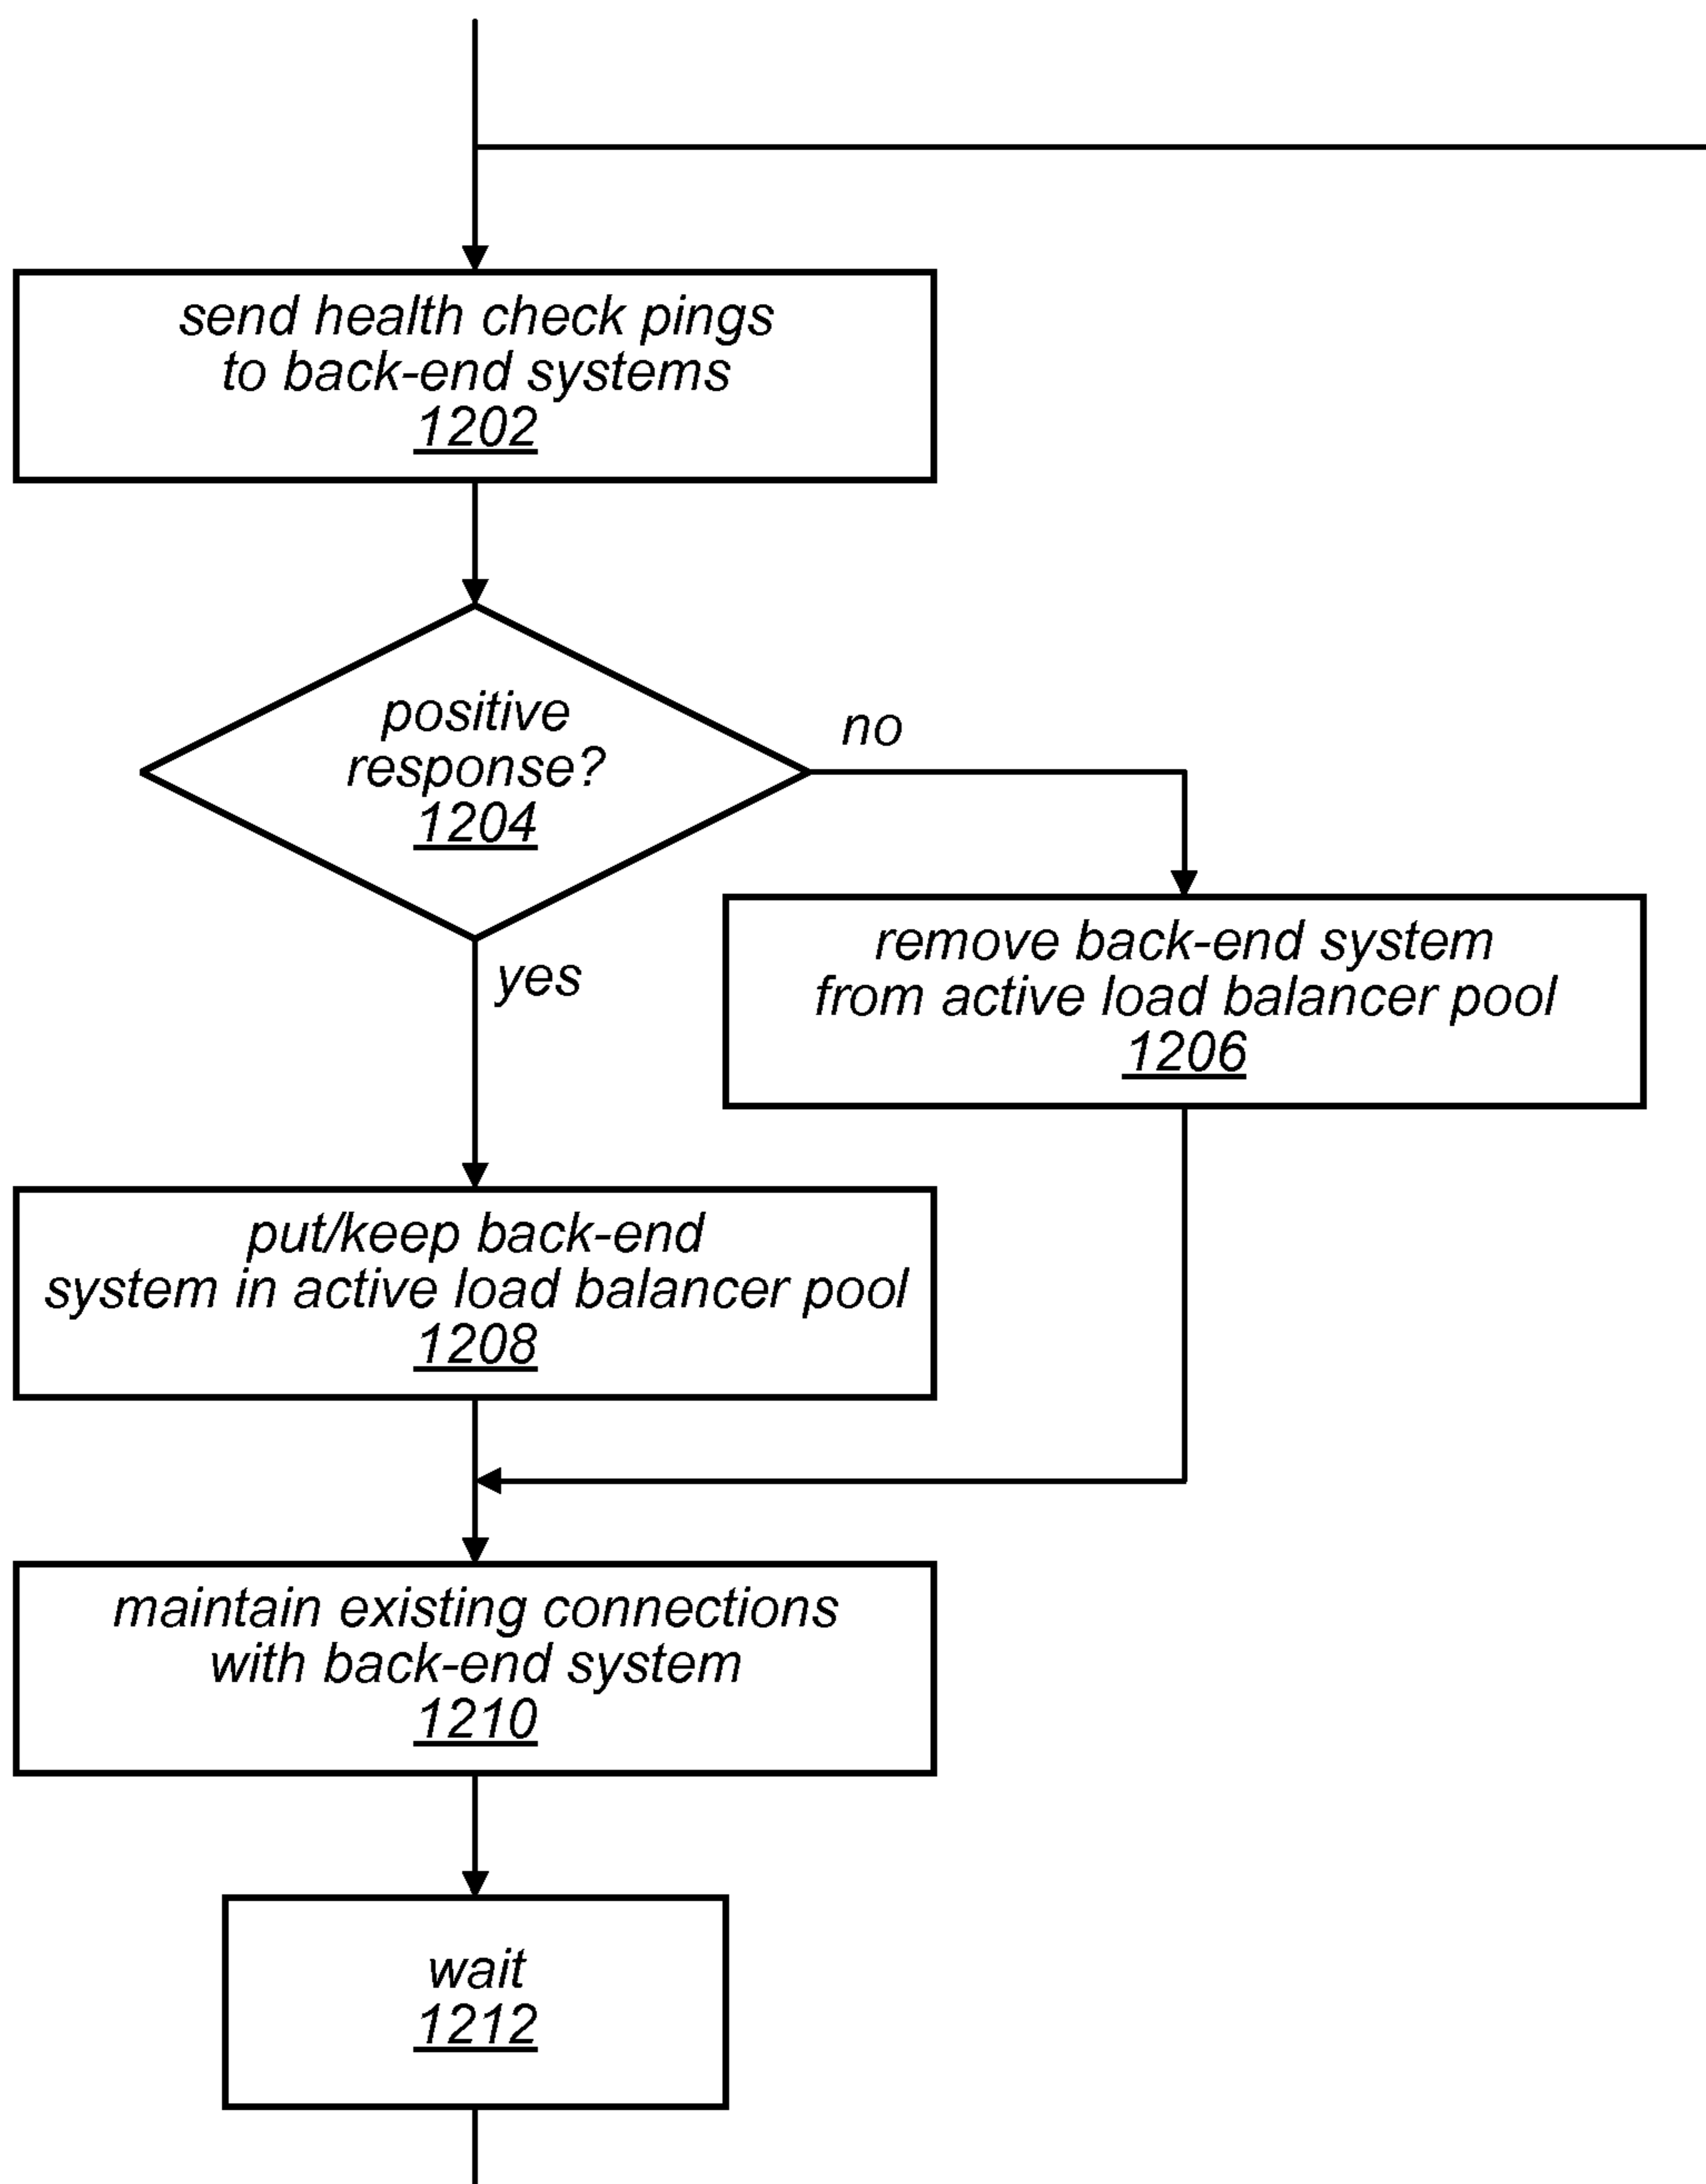 send health check pings
to back-end systems
1202
positive
response?
1204
no
yes
remove back-end system
from active load balancer pool
1206
put/keep back-end
system in active load balancer pool
1208
maintain existing connections
with back-end system
1210
wait
1212